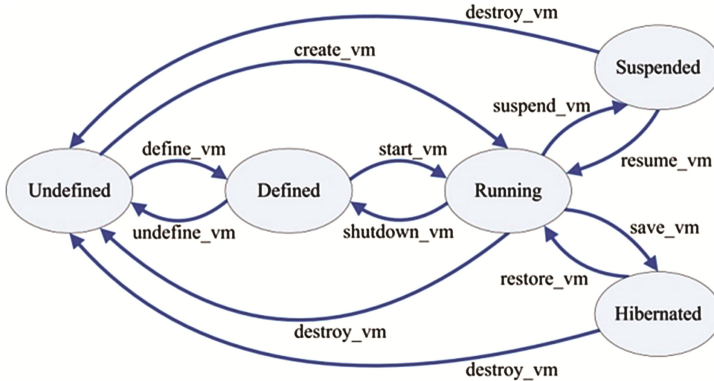 destroy_vm
create_vm
Suspended
suspend_vm
define_vm
start_vm
resume_vm
Undefined
Defined
Running
undefine_vm
shutdown_vm
save_vm
restore_vm
Hibernated
destroy_vm
destroy_vm